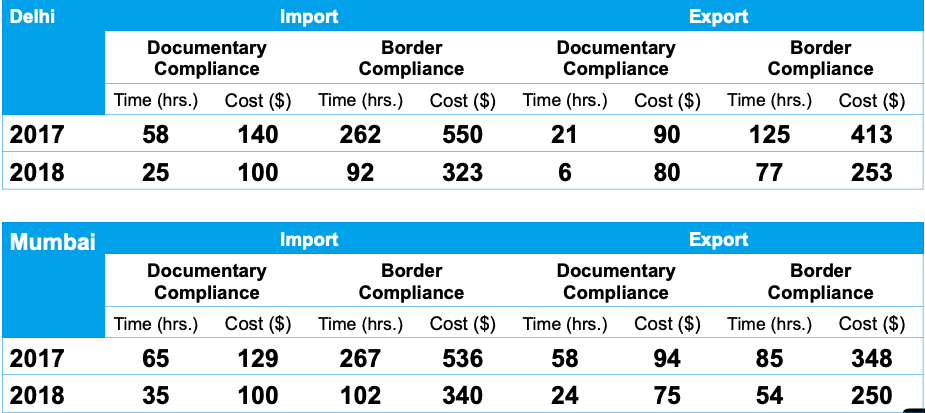 Delhi Import Export
Documentary Compliance Border Compliance Documentary Compliance Border Compliance
Time (hrs.) Cost ($) Time (hrs.) Cost ($) Time (hrs.) Cost ($) Time (hrs.) Cost ($)
2017 58 140 262 550 21 90 125 413
2018 25 100 92 323 6 80 77 253
Mumbai Import Export
Documentary Compliance Border Compliance Documentary Compliance Border Compliance
Time (hrs.) Cost ($) Time (hrs.) Cost ($) Time (hrs.) Cost ($) Time (hrs.) Cost ($)
2017 65 129 267 536 58 94 85 348
2018 35 100 102 340 24 75 54 250